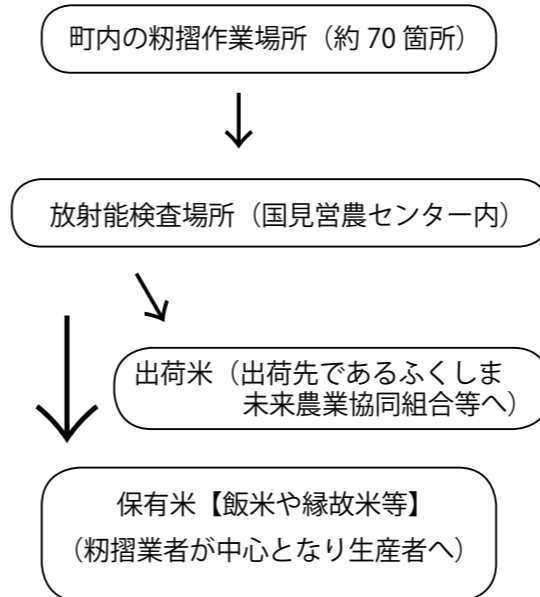 町内の籾摺作業場所（約 70 箇所）
放射能検査場所（国見営農センター内）
出荷米（出荷先であるふくしま
未来農業協同組合等へ）
保有米【飯米や縁故米等】
（籾摺業者が中心となり生産者へ）